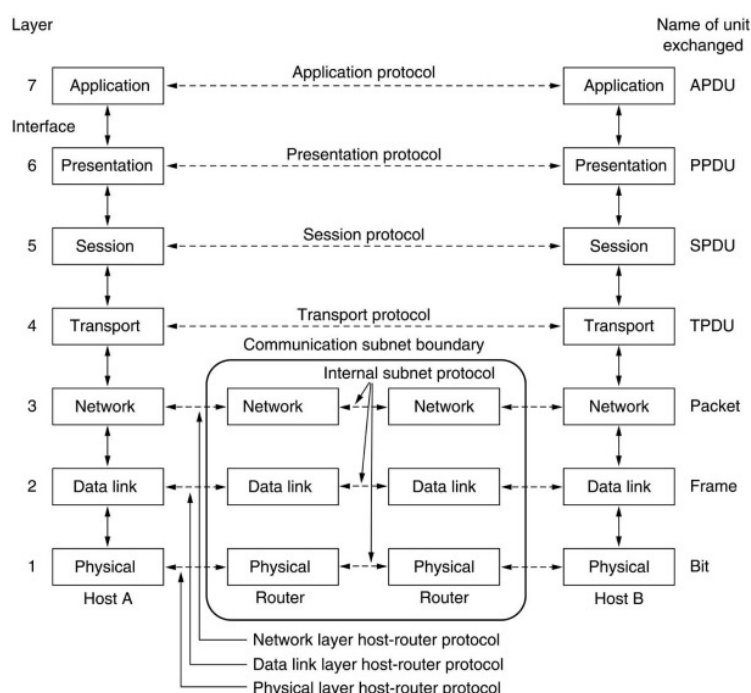 Layer
Name of unit
exchanged
7 Application Application protocol Application APDU
Interface
6 Presentation Presentation protocol Presentation PPDU
5 Session Session protocol Session SPDU
4 Transport Transport protocol Transport TPDU
Communication subnet boundary
Internal subnet protocol
3 Network Network Network Network Packet
2 Data link Data link Data link Data link Frame
1 Physical Physical Physical Physical Bit
Host A Router Router Host B
Network layer host-router protocol
Data link layer host-router protocol
Physical layer host-router protocol